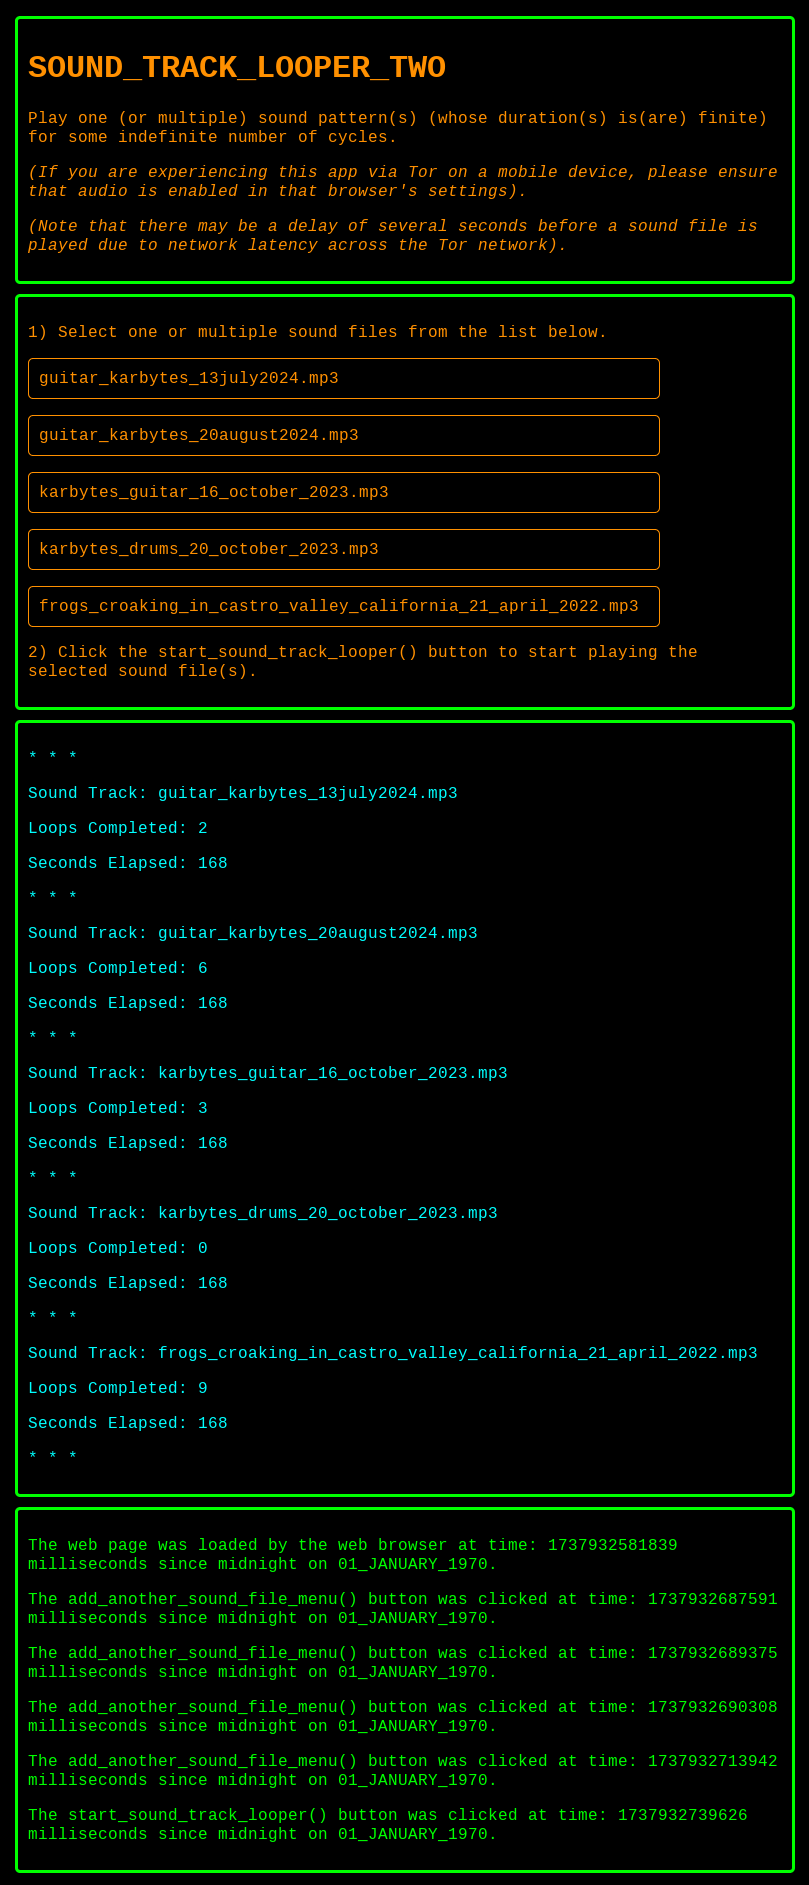 SOUND_TRACK_LOOPER_TWO
Play one (or multiple) sound pattern(s) (whose duration(s) is(are) finite)
for some indefinite number of cycles.
(If you are experiencing this app via Tor on a mobile device, please ensure
that audio is enabled in that browser's settings).
(Note that there may be a delay of several seconds before a sound file is
played due to network latency across the Tor network).
1) Select one or multiple sound files from the list below.
guitar_karbytes_13july2024.mp3
guitar_karbytes_20august2024.mp3
karbytes_guitar_16_october_2023.mp3
karbytes_drums_20_october_2023.mp3
frogs_croaking_in_castro_valley_california_21_april_2022.mp3
2) Click the start_sound_track_looper() button to start playing the
selected sound file(s).
* * *
Sound Track: guitar_karbytes_13july2024.mp3
Loops Completed: 2
Seconds Elapsed: 168
* * *
Sound Track: guitar_karbytes_20august2024.mp3
Loops Completed: 6
Seconds Elapsed: 168
* * *
Sound Track: karbytes_guitar_16_october_2023.mp3
Loops Completed: 3
Seconds Elapsed: 168
* * *
Sound Track: karbytes_drums_20_october_2023.mp3
Loops Completed: 0
Seconds Elapsed: 168
* * *
Sound Track: frogs_croaking_in_castro_valley_california_21_april_2022.mp3
Loops Completed: 9
Seconds Elapsed: 168
* * *
The web page was loaded by the web browser at time: 1737932581839
milliseconds since midnight on 01_JANUARY_1970.
The add_another_sound_file_menu() button was clicked at time: 1737932687591
milliseconds since midnight on 01_JANUARY_1970.
The add_another_sound_file_menu() button was clicked at time: 1737932689375
milliseconds since midnight on 01_JANUARY_1970.
The add_another_sound_file_menu() button was clicked at time: 1737932690308
milliseconds since midnight on 01_JANUARY_1970.
The add_another_sound_file_menu() button was clicked at time: 1737932713942
milliseconds since midnight on 01_JANUARY_1970.
The start_sound_track_looper() button was clicked at time: 1737932739626
milliseconds since midnight on 01_JANUARY_1970.